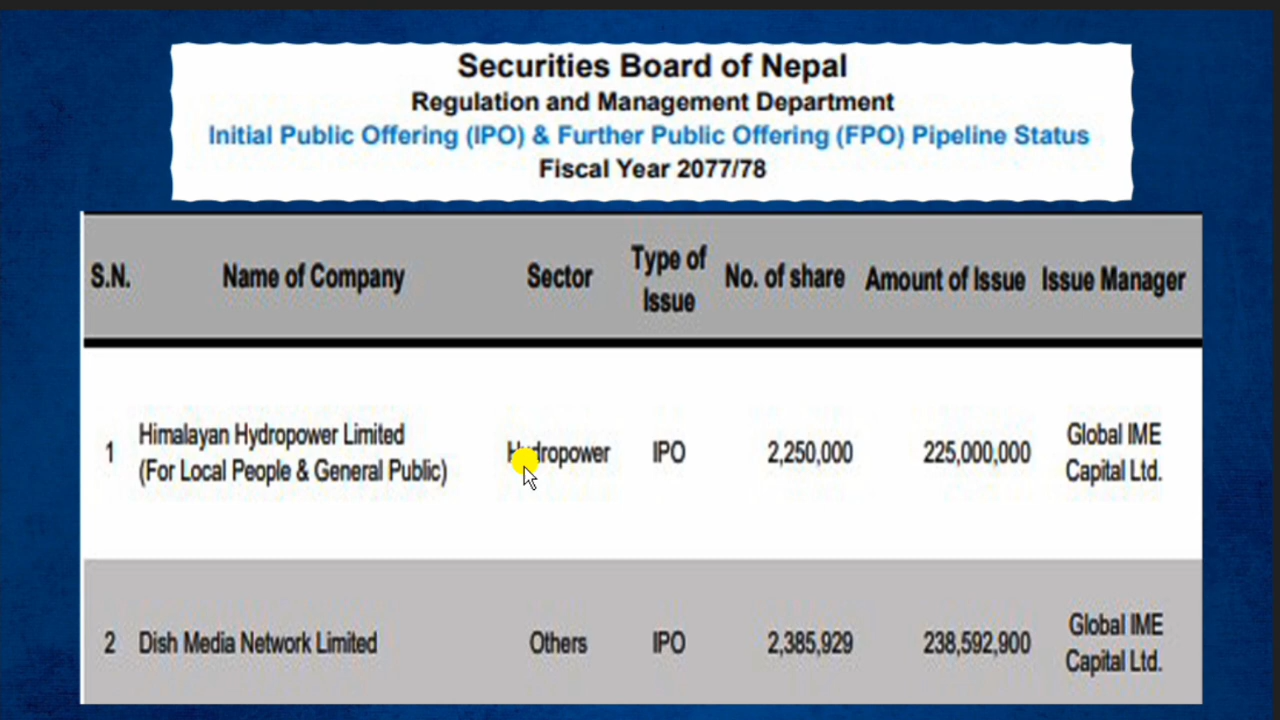 Securities Board of Nepal
Regulation and Management Department
Initial Public Offering (IPO) & Further Public Offering (FPO) Pipeline Status
Fiscal Year 2077/78
S.N. Name of Company Sector Type of Issue No. of share Amount of Issue Issue Manager
1 Himalayan Hydropower Limited (For Local People & General Public) Hydropower IPO 2,250,000 225,000,000 Global IME Capital Ltd.
2 Dish Media Network Limited Others IPO 2,385,929 238,592,900 Global IME Capital Ltd.